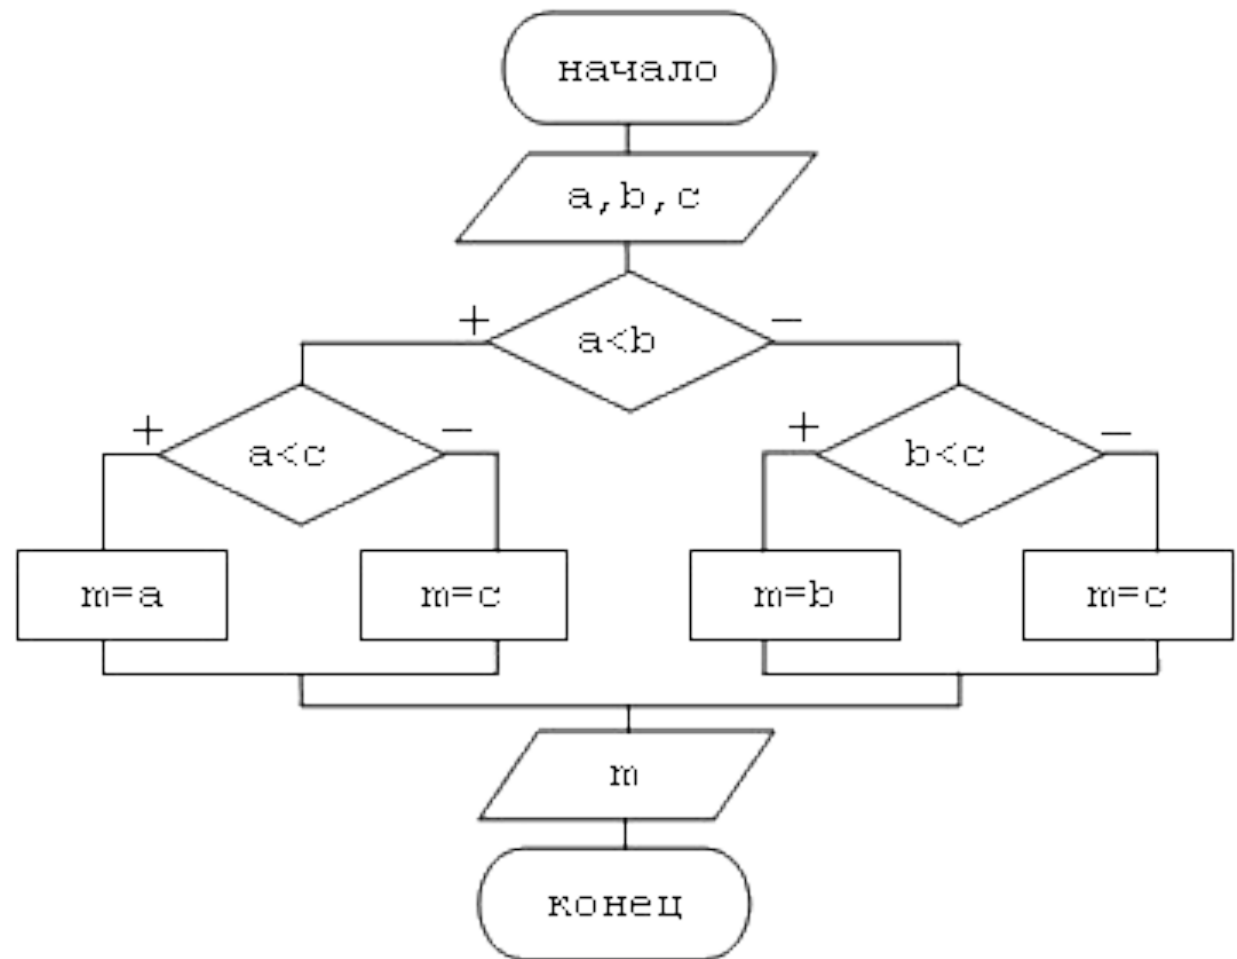 начало
a,b,c
+ a<b −
+ a<c −
+ b<c −
m=a
m=c
m=b
m=c
m
конец